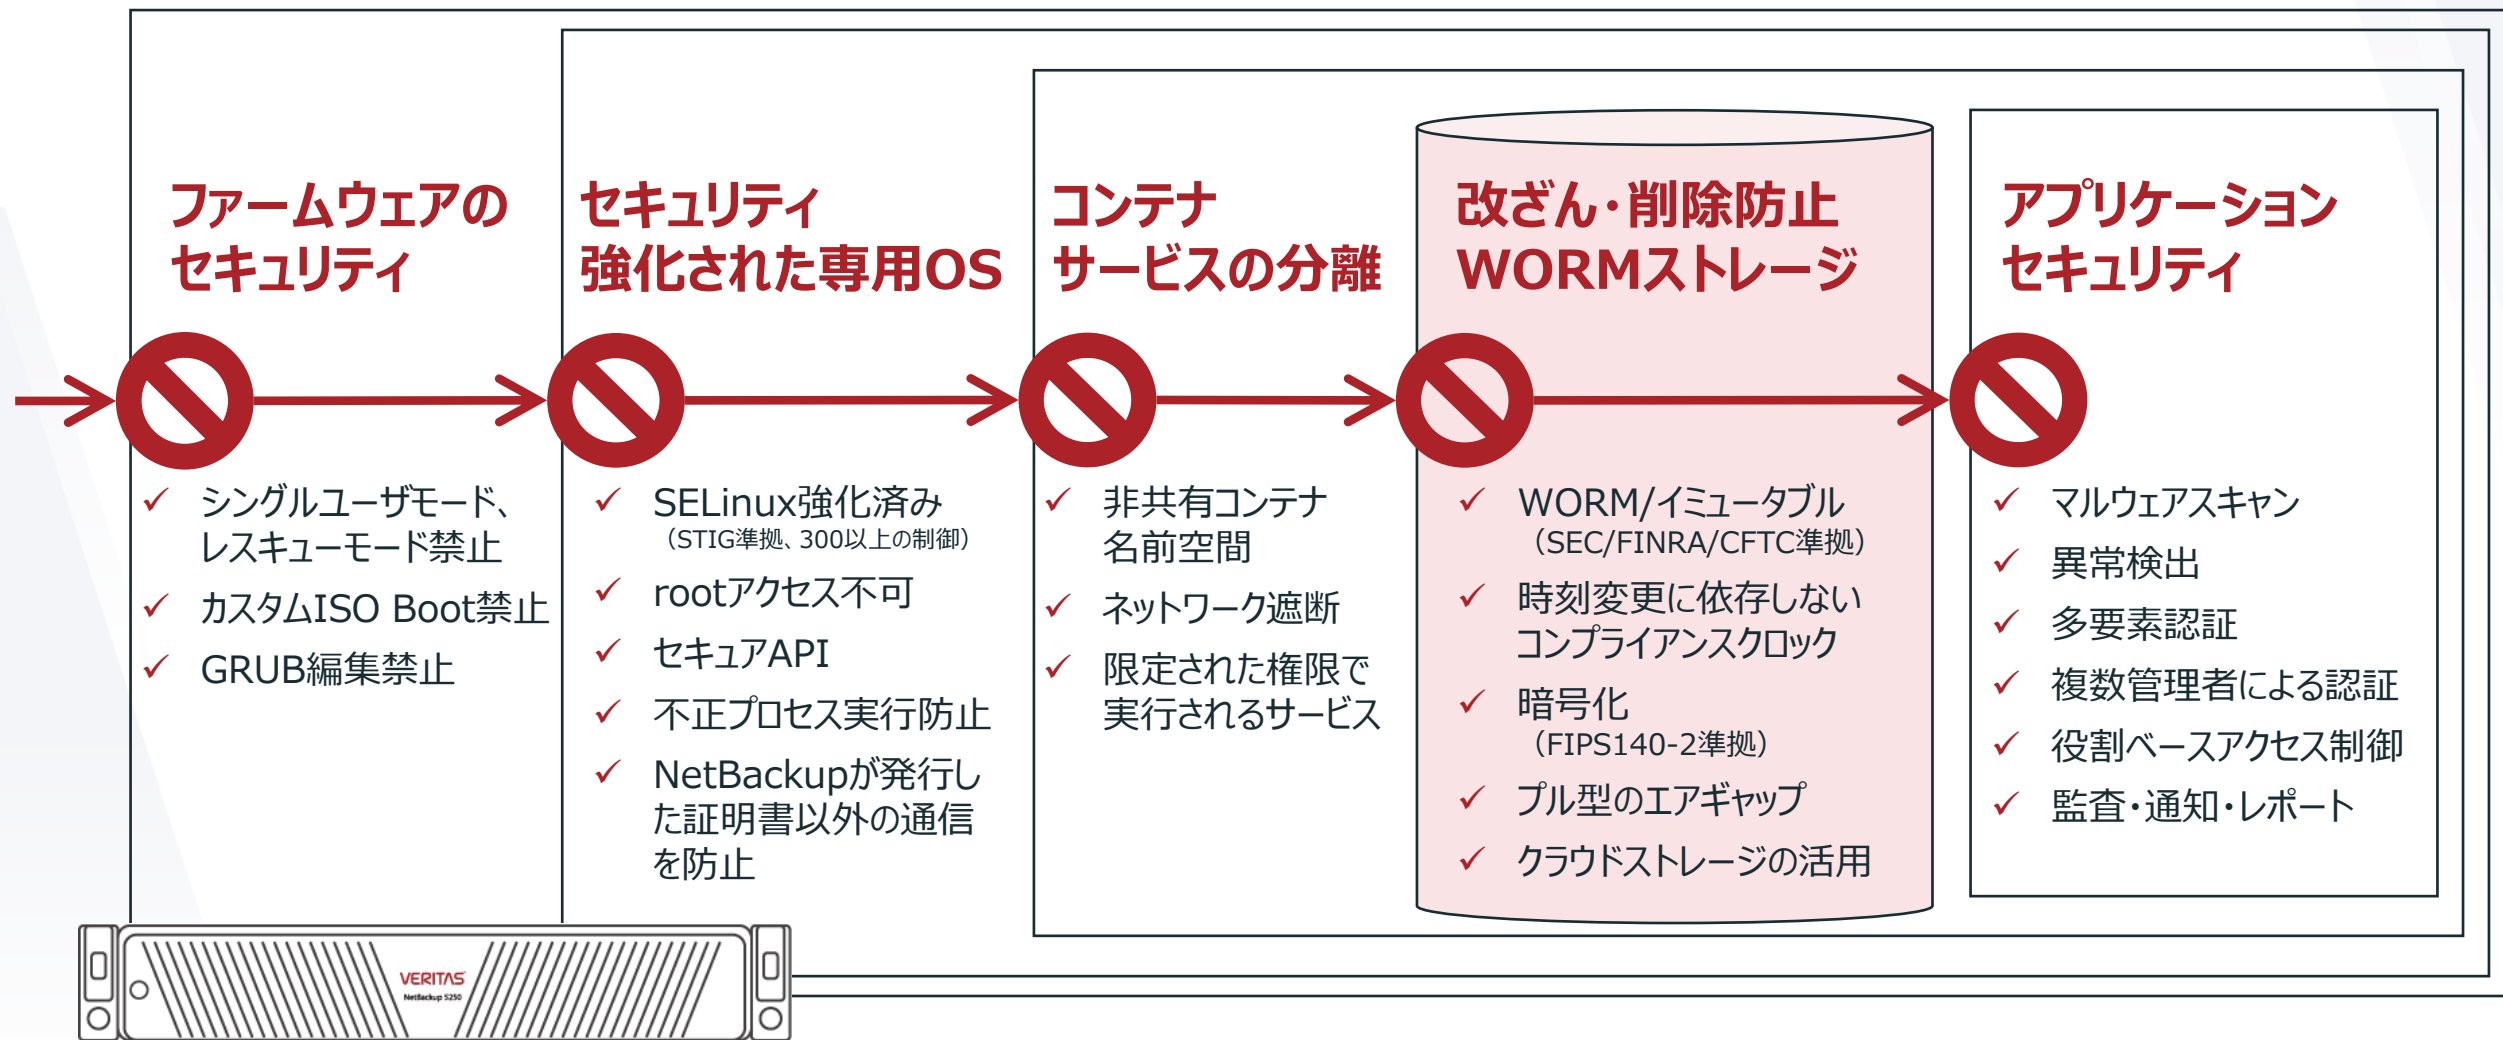 ファームウェアの
セキュリティ
シングルユーザモード、
レスキューモード禁止
カスタムISO Boot禁止
GRUB編集禁止
セキュリティ
強化された専用OS
SELinux強化済み
（STIG準拠、300以上の制御）
rootアクセス不可
セキュアAPI
不正プロセス実行防止
NetBackupが発行し
た証明書以外の通信
を防止
コンテナ
サービスの分離
非共有コンテナ
名前空間
ネットワーク遮断
限定された権限で
実行されるサービス
改ざん・削除防止
WORMストレージ
WORM/イミュータブル
（SEC/FINRA/CFTC準拠）
時刻変更に依存しない
コンプライアンスクロック
暗号化
（FIPS140-2準拠）
プル型のエアギャップ
クラウドストレージの活用
アプリケーション
セキュリティ
マルウェアスキャン
異常検出
多要素認証
複数管理者による認証
役割ベースアクセス制御
監査・通知・レポート
VERITAS
NetBackup 5250